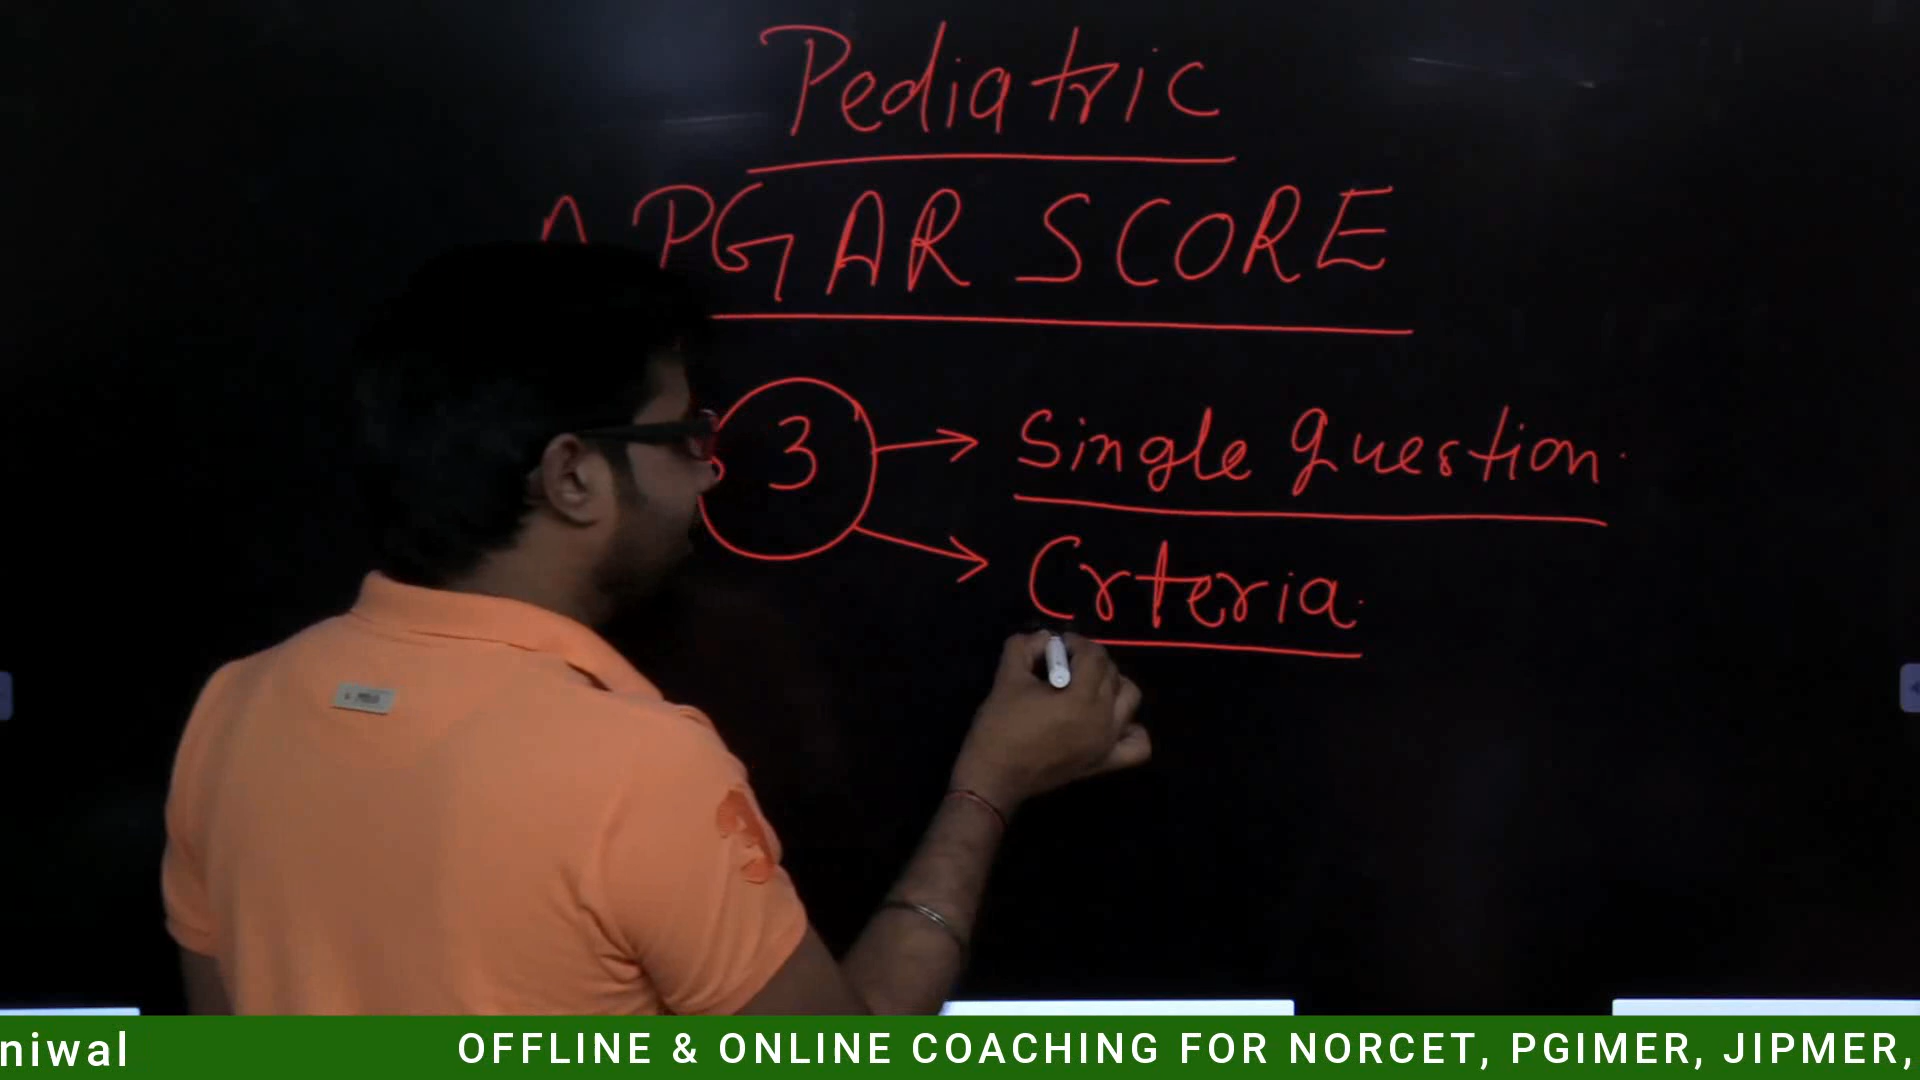 Pediatric
APGAR SCORE
3
Single Question.
Crteria.
niwal OFFLINE & ONLINE COACHING FOR NORCET, PGIMER, JIPMER,